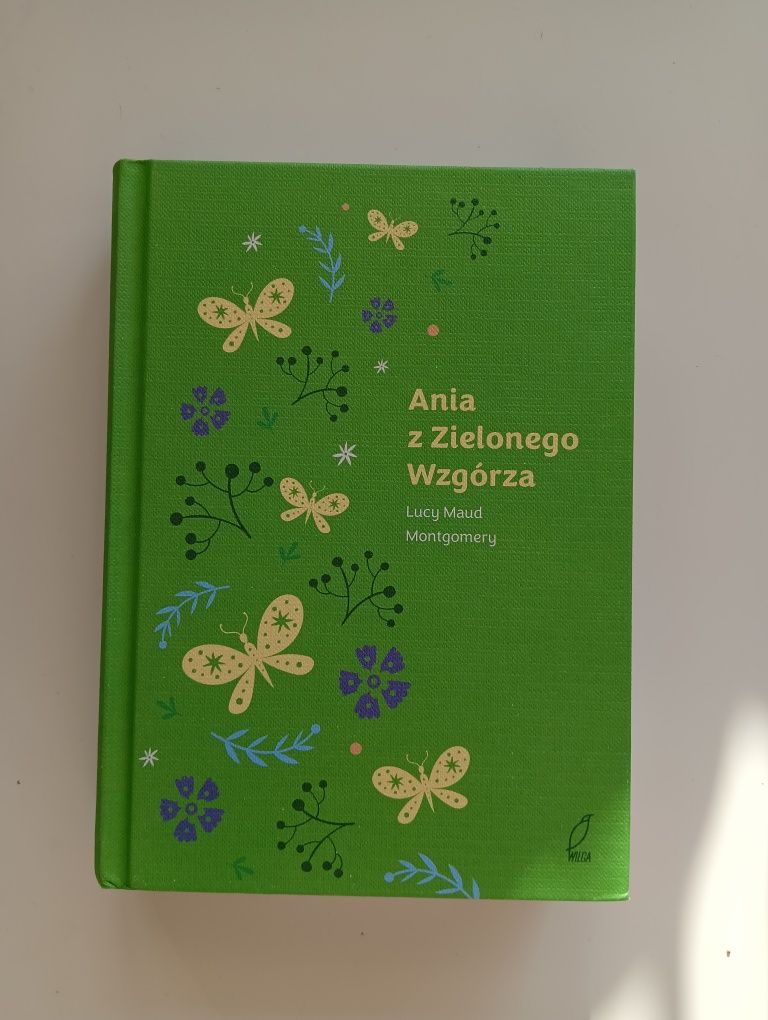 Ania
z Zielonego
Wzgórza
Lucy Maud
Montgomery
WILGA